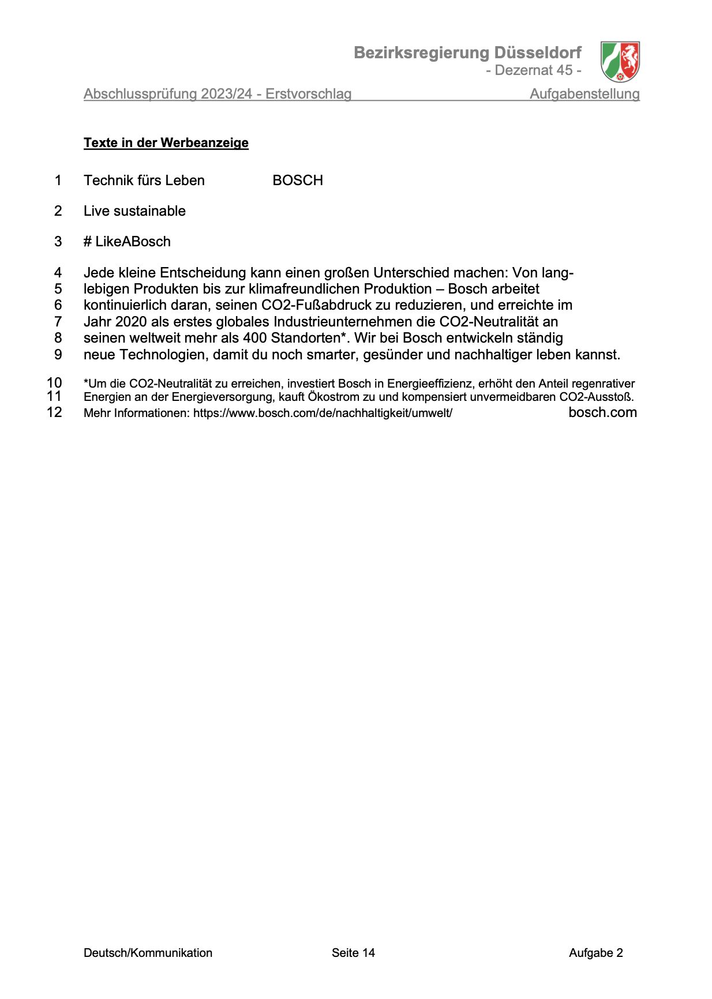 Bezirksregierung Düsseldorf
- Dezernat 45 -
Abschlussprüfung 2023/24 - Erstvorschlag Aufgabenstellung
Texte in der Werbeanzeige
1 Technik fürs Leben BOSCH
2 Live sustainable
3 # LikeABosch
4 Jede kleine Entscheidung kann einen großen Unterschied machen: Von lang-
5 lebigen Produkten bis zur klimafreundlichen Produktion – Bosch arbeitet
6 kontinuierlich daran, seinen CO2-Fußabdruck zu reduzieren, und erreichte im
7 Jahr 2020 als erstes globales Industrieunternehmen die CO2-Neutralität an
8 seinen weltweit mehr als 400 Standorten*. Wir bei Bosch entwickeln ständig
9 neue Technologien, damit du noch smarter, gesünder und nachhaltiger leben kannst.
10 *Um die CO2-Neutralität zu erreichen, investiert Bosch in Energieeffizienz, erhöht den Anteil regenrativer
11 Energien an der Energieversorgung, kauft Ökostrom zu und kompensiert unvermeidbaren CO2-Ausstoß.
12 Mehr Informationen: https://www.bosch.com/de/nachhaltigkeit/umwelt/ bosch.com
Deutsch/Kommunikation Seite 14 Aufgabe 2